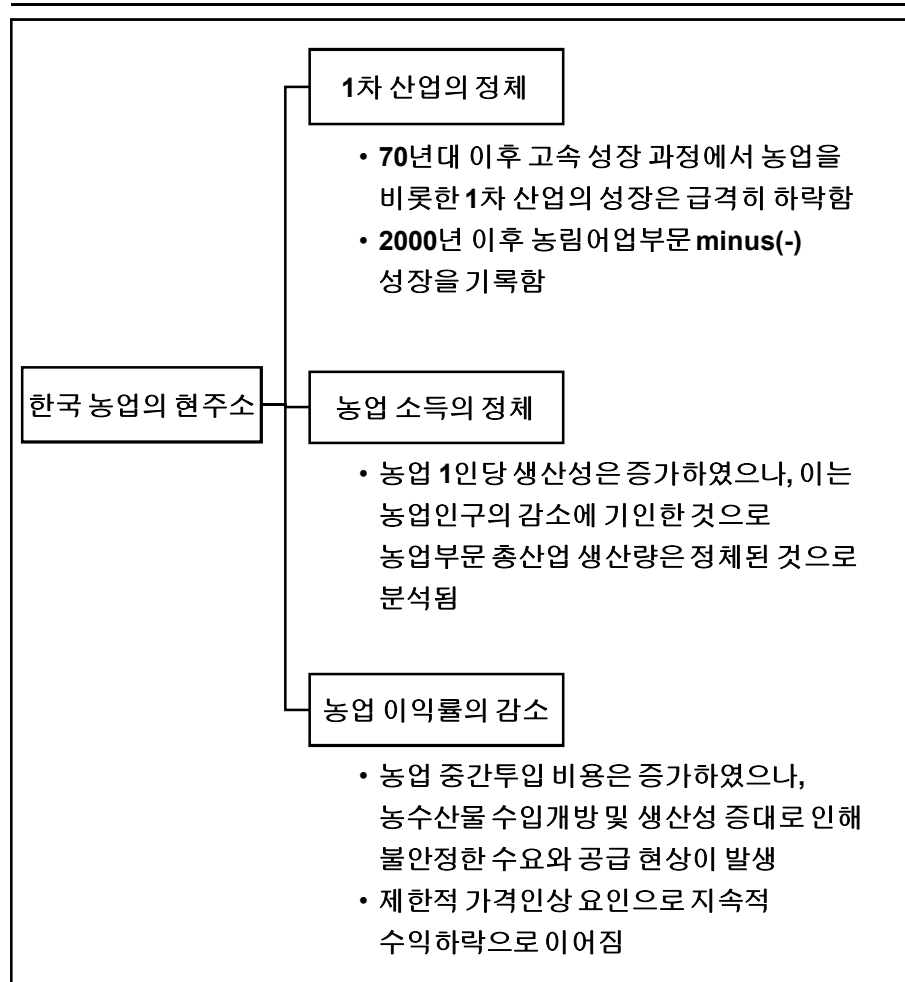 1차 산업의 정체
• 70년대 이후 고속 성장 과정에서 농업을
비롯한 1차 산업의 성장은 급격히 하락함
• 2000년 이후 농림어업부문 minus(-)
성장을 기록함
한국 농업의 현주소
농업 소득의 정체
• 농업 1인당 생산성은 증가하였으나, 이는
농업인구의 감소에 기인한 것으로
농업부문 총산업 생산량은 정체된 것으로
분석됨
농업 이익률의 감소
• 농업 중간투입 비용은 증가하였으나,
농수산물 수입개방 및 생산성 증대로 인해
불안정한 수요와 공급 현상이 발생
• 제한적 가격인상 요인으로 지속적
수익하락으로 이어짐